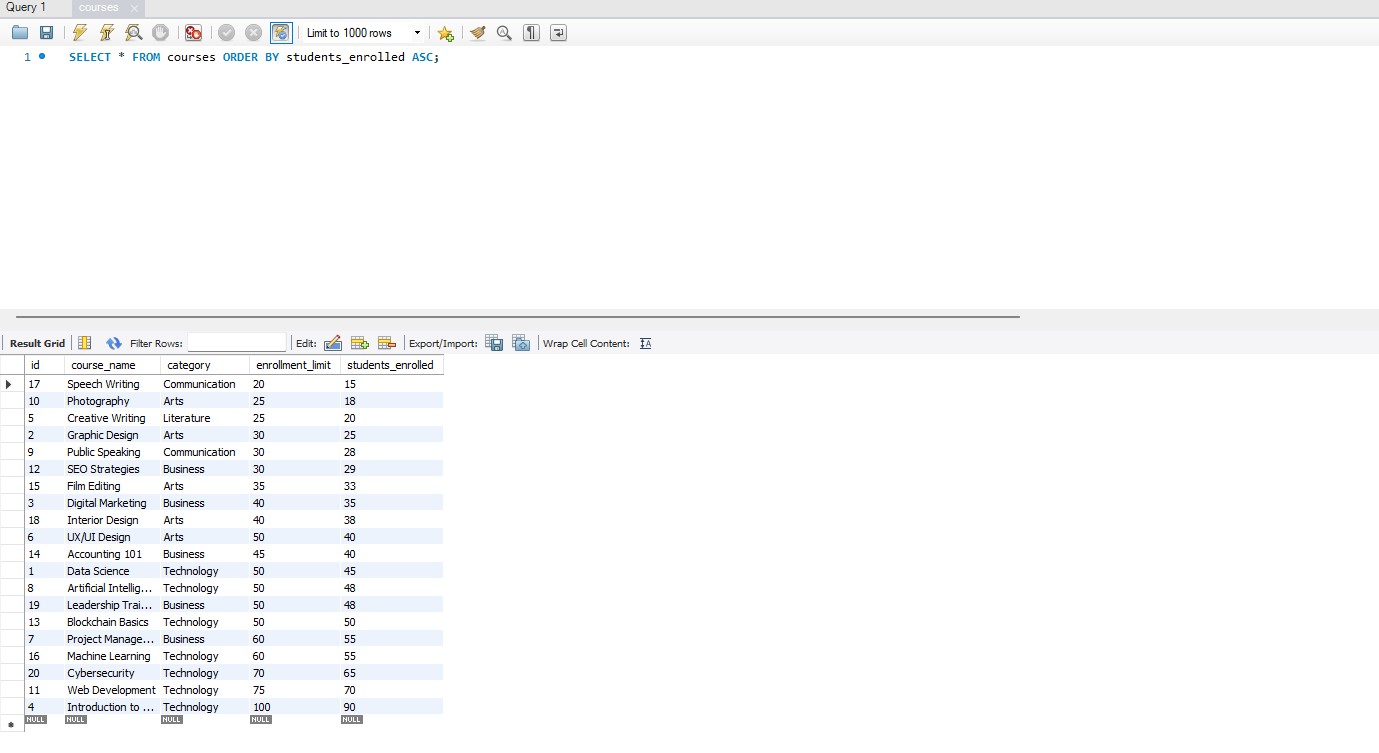 Query 1 courses
Limit to 1000 rows
1 SELECT * FROM courses ORDER BY students_enrolled ASC;
Result Grid Filter Rows: Edit: Export/Import: Wrap Cell Content:
id course_name category enrollment_limit students_enrolled
17 Speech Writing Communication 20 15
10 Photography Arts 25 18
5 Creative Writing Literature 25 20
2 Graphic Design Arts 30 25
9 Public Speaking Communication 30 28
12 SEO Strategies Business 30 29
15 Film Editing Arts 35 33
3 Digital Marketing Business 40 35
18 Interior Design Arts 40 38
6 UX/UI Design Arts 50 40
14 Accounting 101 Business 45 40
1 Data Science Technology 50 45
8 Artificial Intellig... Technology 50 48
19 Leadership Trai... Business 50 48
13 Blockchain Basics Technology 50 50
7 Project Manage... Business 60 55
16 Machine Learning Technology 60 55
20 Cybersecurity Technology 70 65
11 Web Development Technology 75 70
4 Introduction to ... Technology 100 90
NULL NULL NULL NULL NULL